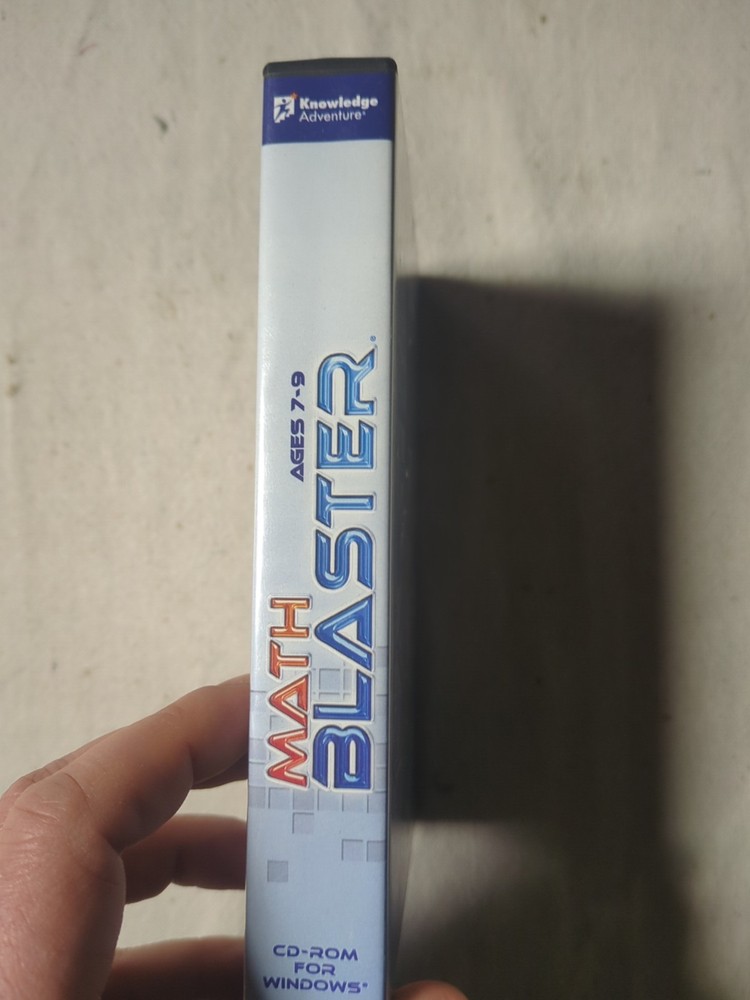 Knowledge
Adventure®
AGES 7-9
MATH
BLASTER®
CD-ROM
FOR
WINDOWS®